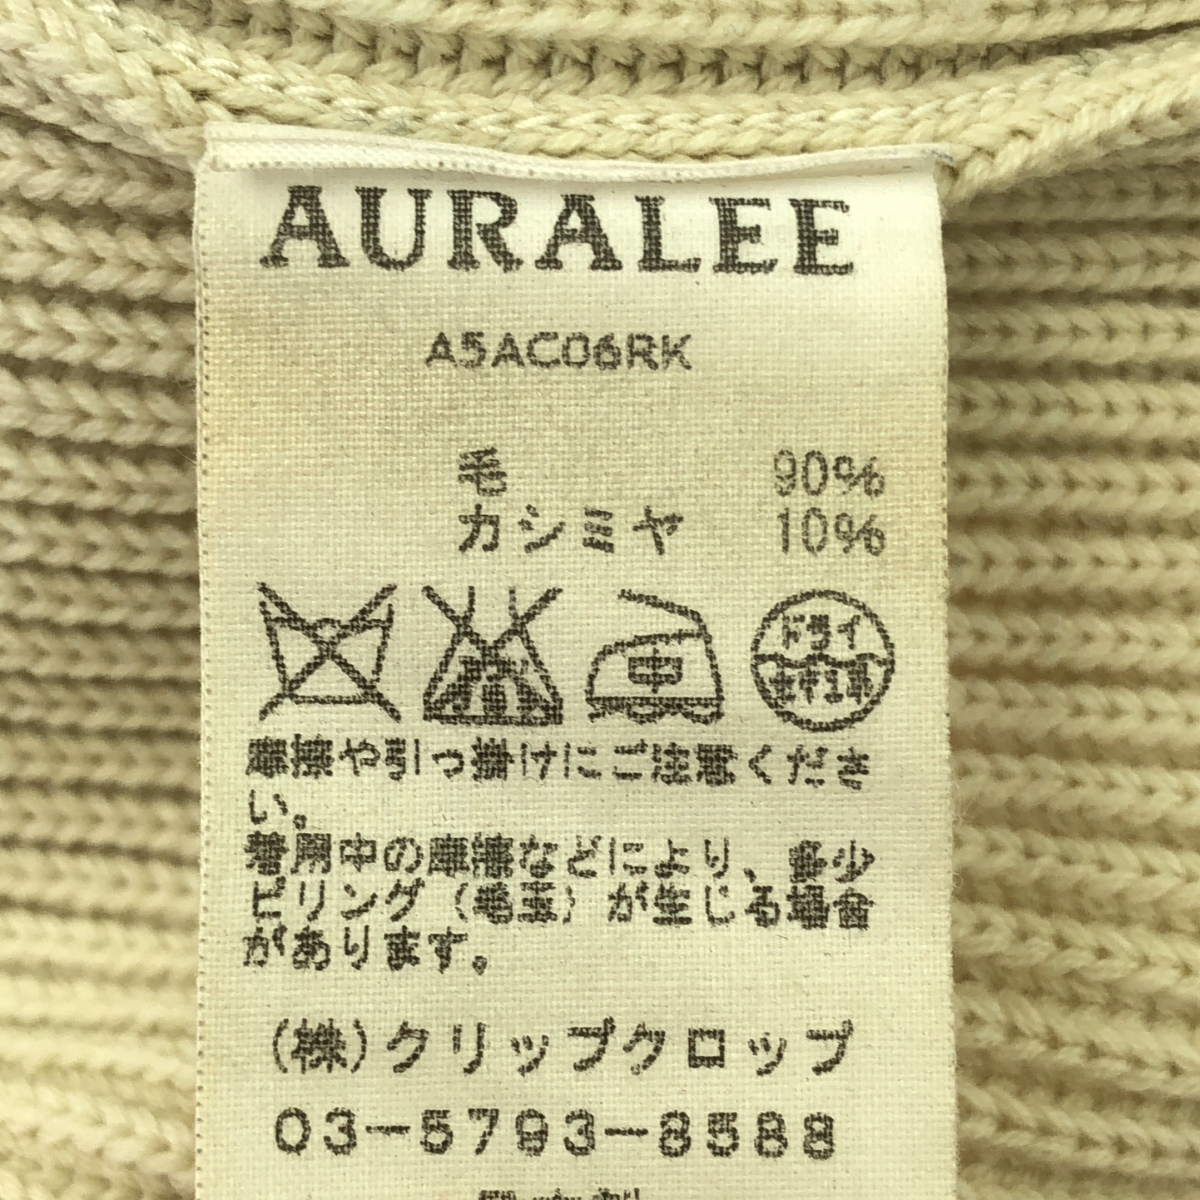 AURALEE
A5AC06RK
毛 90%
カシミヤ 10%
中
ドライ
摩擦や引っ掛けにご注意くださ
い。
着用中の摩擦などにより、多少
ピリング(毛玉)が生じる場合
があります。
(株)クリップクロップ
03-5793-8588